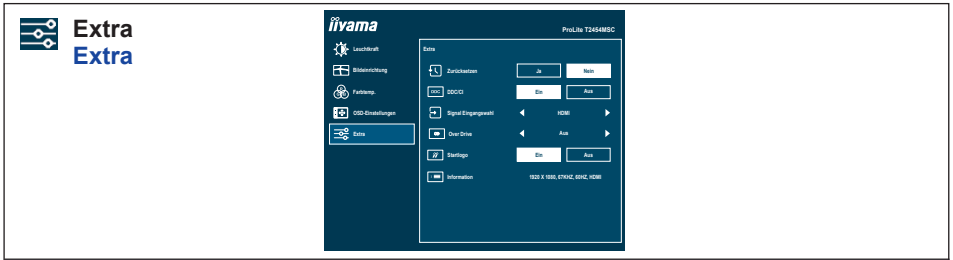 Extra
Extra
iiyama
ProLite T2454MSC
Leuchtkraft
Bildeinrichtung
Farbtemp.
OSD-Einstellungen
Extra
Extra
Zurücksetzen Ja Nein
DDC DDC/CI Ein Aus
Signal Eingangswahl HDMI
Over Drive Aus
Startlogo Ein Aus
Information 1920 X 1080, 67KHZ, 60HZ, HDMI